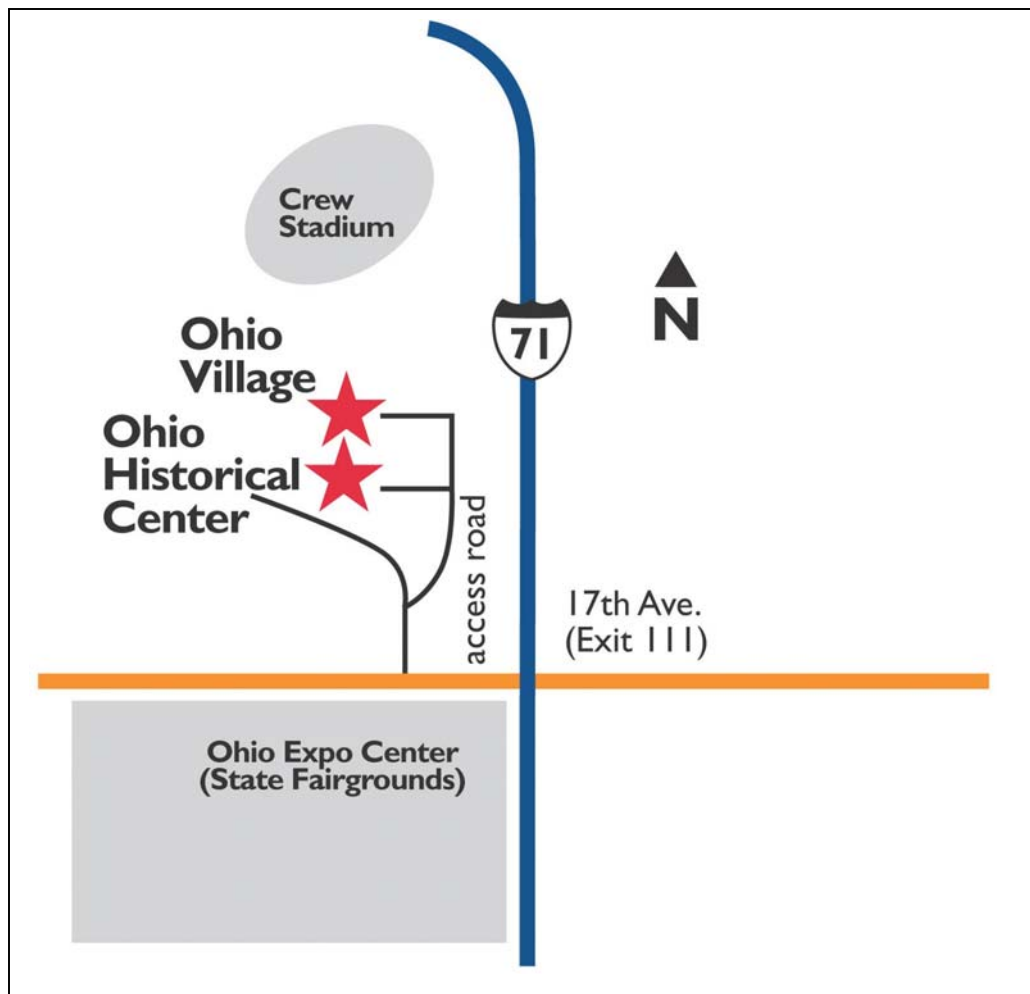 Crew
Stadium
Ohio
Village
Ohio
Historical
Center
71
N
access road
17th Ave.
(Exit 111)
Ohio Expo Center
(State Fairgrounds)